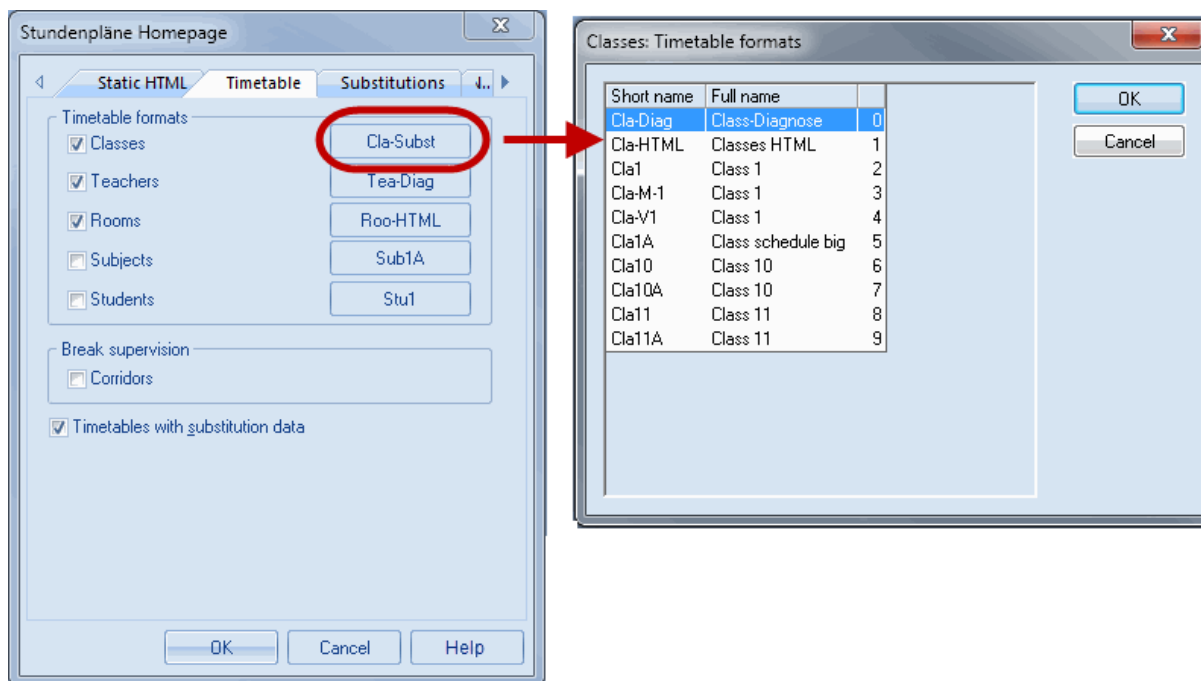 Stundenpläne Homepage
Static HTML Timetable Substitutions
Timetable formats
Classes Cla-Subst
Teachers Tea-Diag
Rooms Roo-HTML
Subjects Sub1A
Students Stu1
Break supervision
Corridors
Timetables with substitution data
OK Cancel Help
Classes: Timetable formats
Short name Full name
Cla-Diag Class-Diagnose 0
Cla-HTML Classes HTML 1
Cla1 Class 1 2
Cla-M-1 Class 1 3
Cla-V1 Class 1 4
Cla1A Class schedule big 5
Cla10 Class 10 6
Cla10A Class 10 7
Cla11 Class 11 8
Cla11A Class 11 9
OK
Cancel